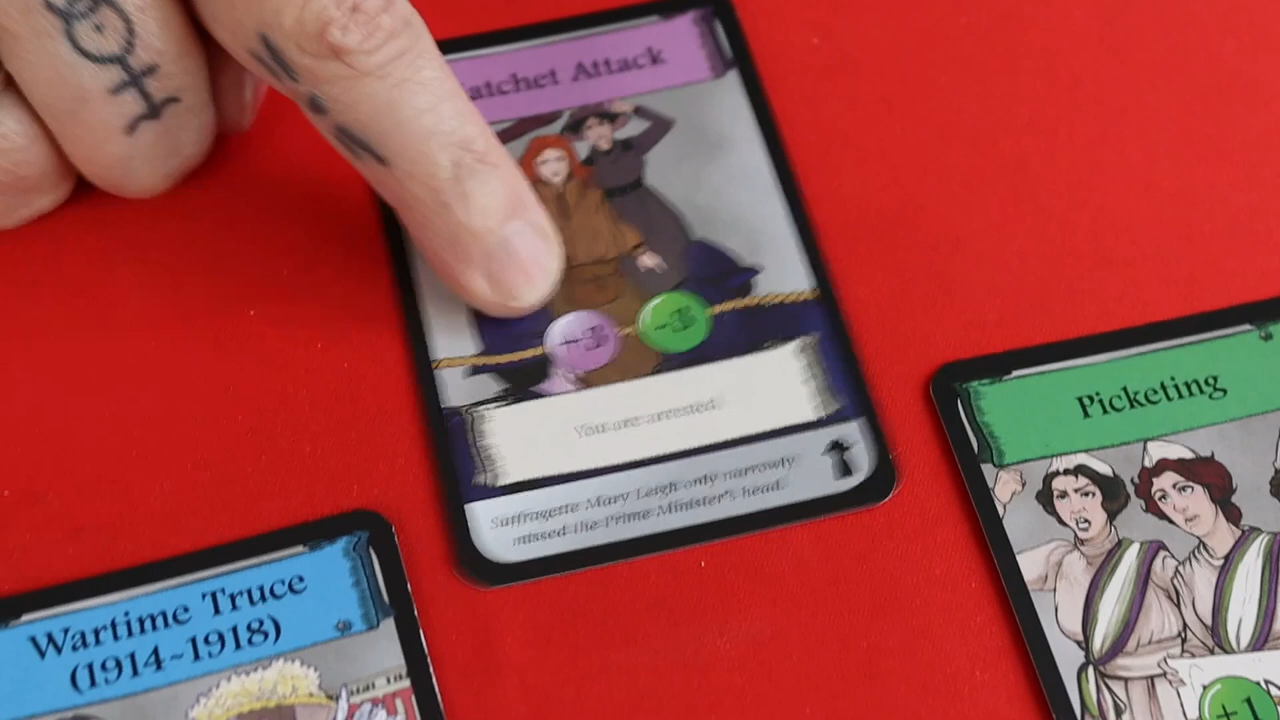 atchet Attack
-3
-3
You are arrested.
Suffragette Mary Leigh only narrowly
missed the Prime Minister's head.
Picketing
+1
Wartime Truce
(1914~1918)